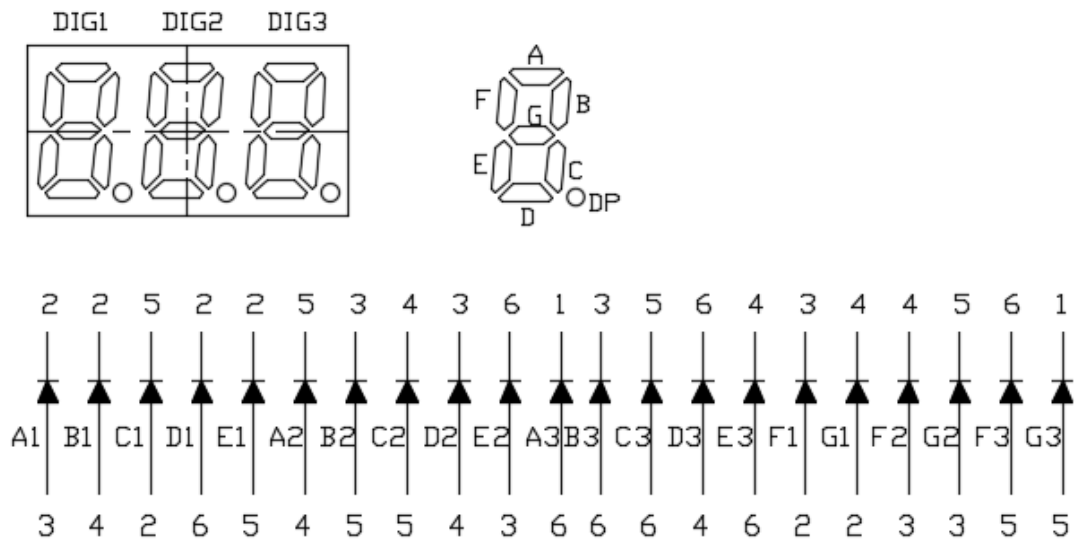 DIG1 DIG2 DIG3
A
F B
G
E C
D DP
2 2 5 2 2 5 3 4 3 6 1 3 5 6 4 3 4 4 5 6 1
A1 B1 C1 D1 E1 A2 B2 C2 D2 E2 A3 B3 C3 D3 E3 F1 G1 F2 G2 F3 G3
3 4 2 6 5 4 5 5 4 3 6 6 6 4 6 2 2 3 3 5 5